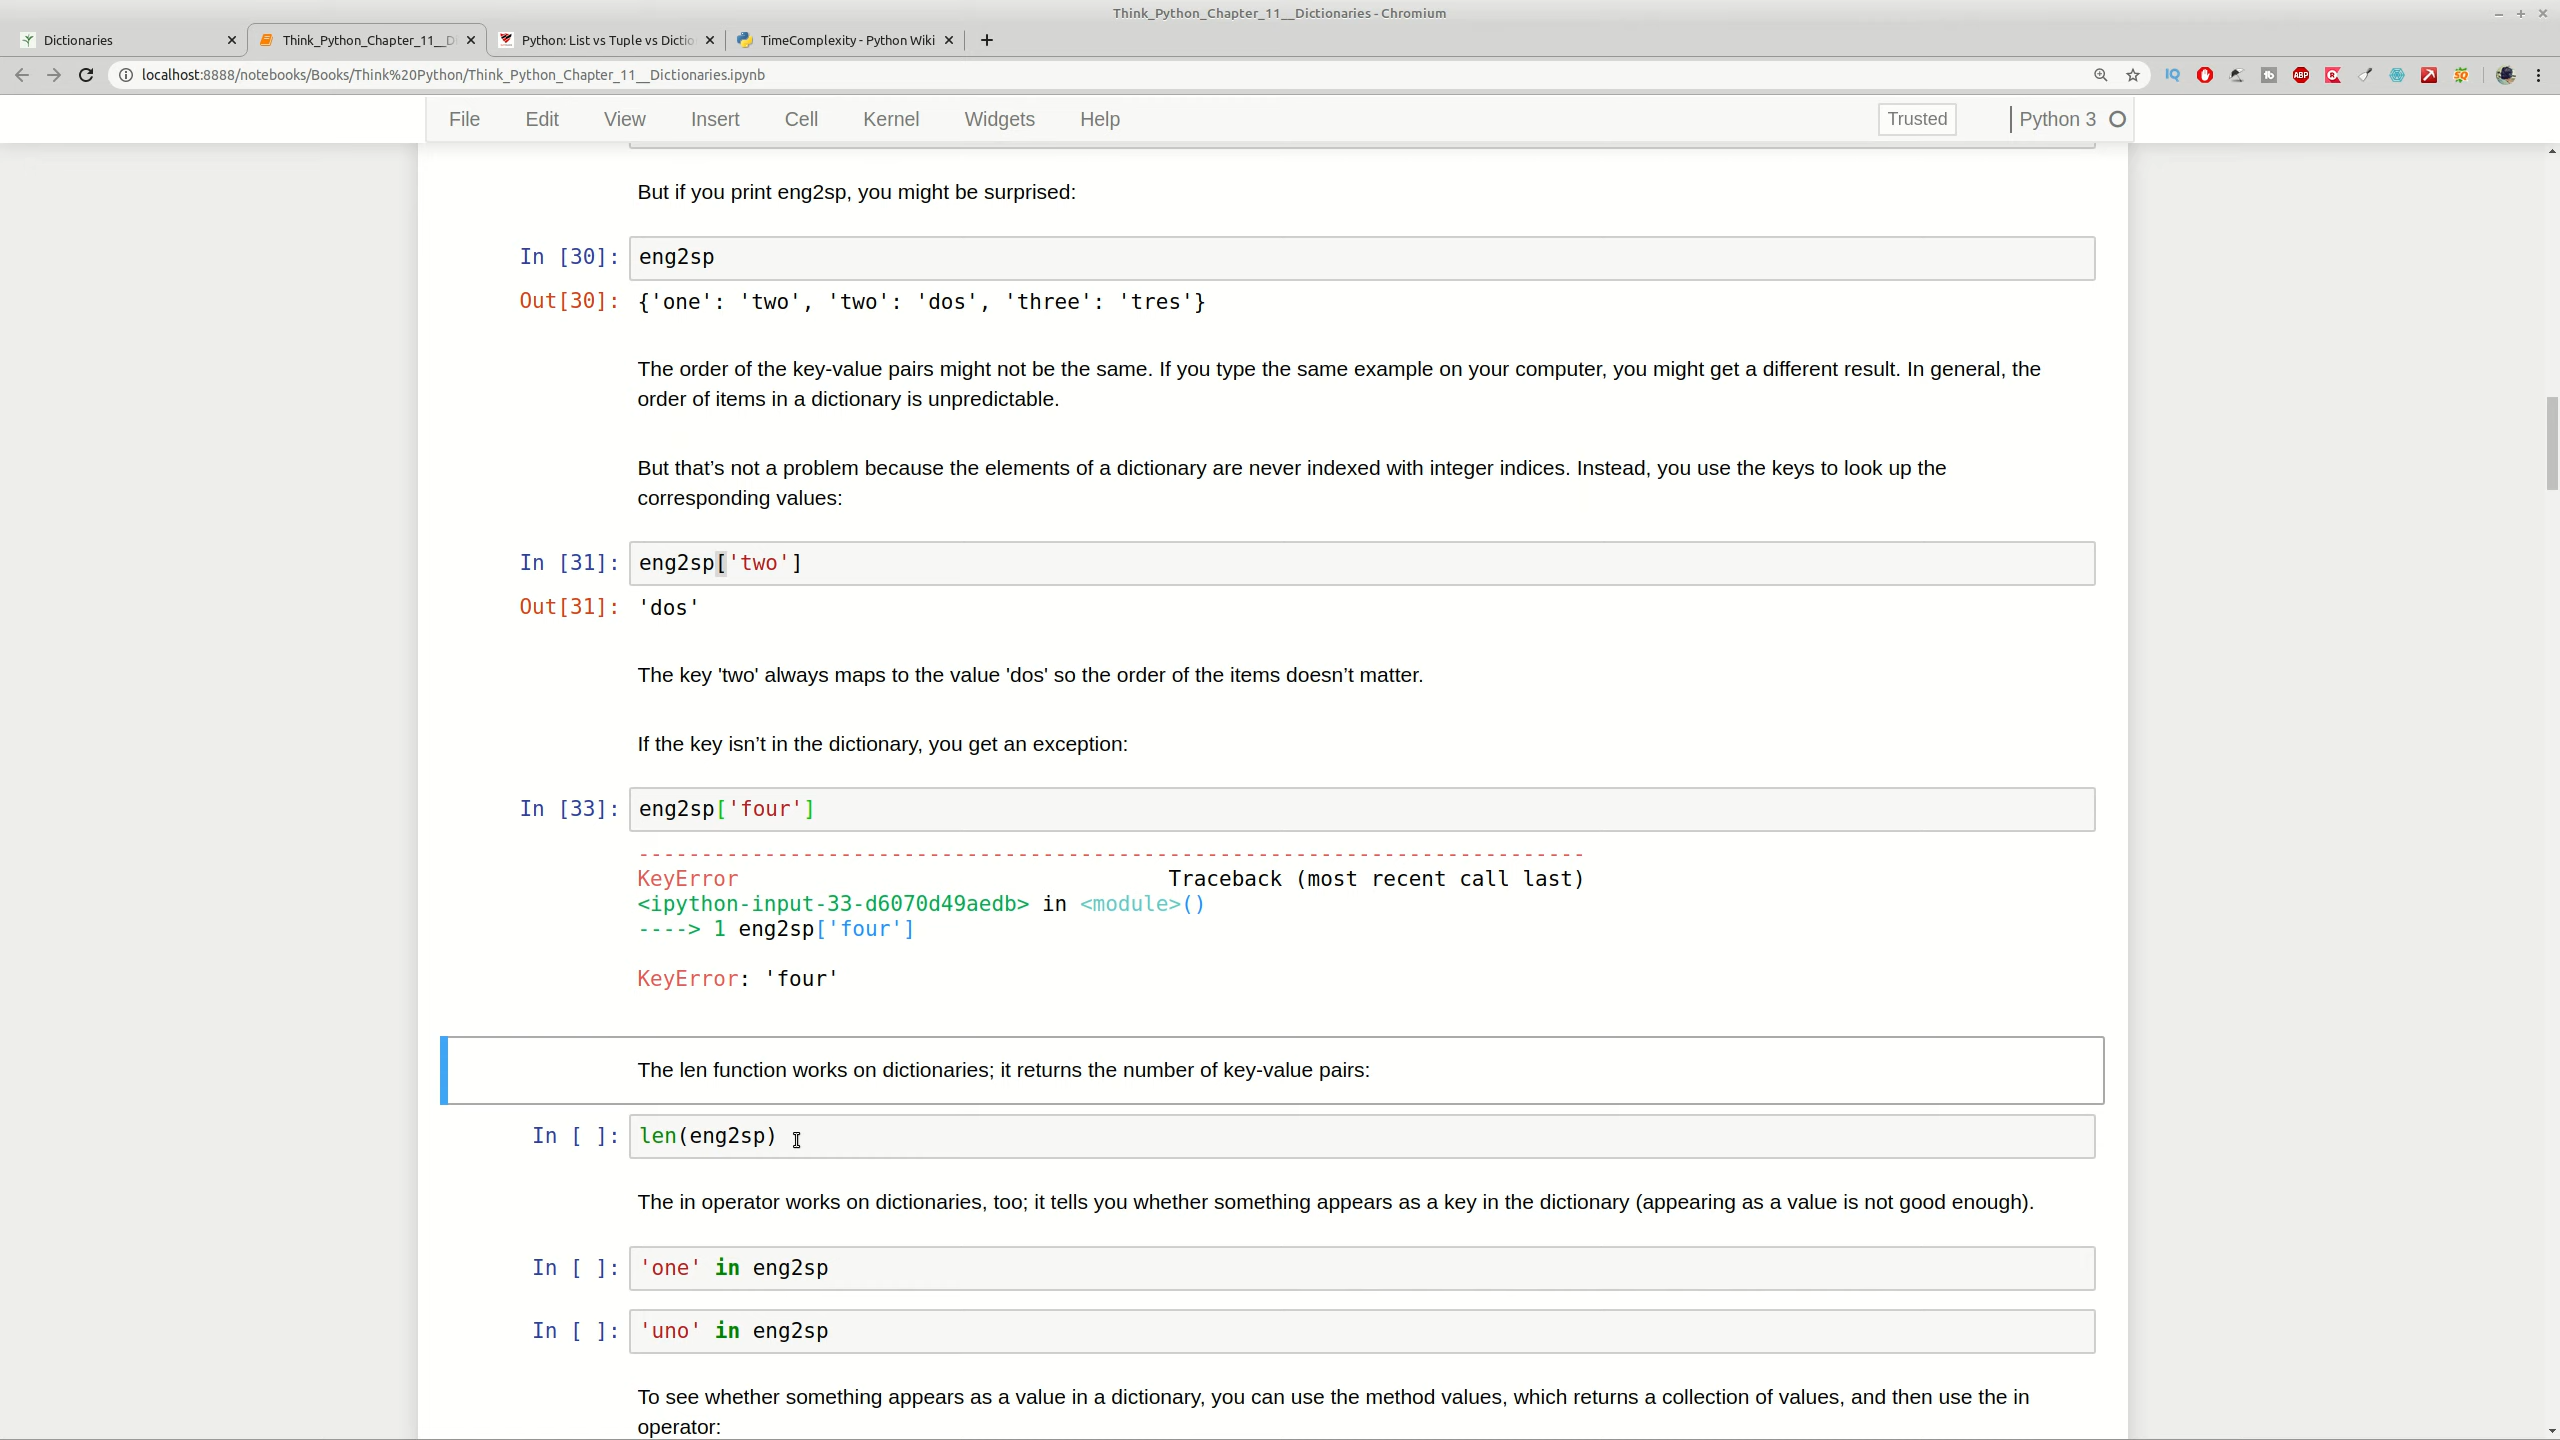 Think_Python_Chapter_11__Dictionaries - Chromium
Dictionaries
Think_Python_Chapter_11__D
Python: List vs Tuple vs Dictio
TimeComplexity - Python Wiki
localhost:8888/notebooks/Books/Think%20Python/Think_Python_Chapter_11__Dictionaries.ipynb
File Edit View Insert Cell Kernel Widgets Help Trusted Python 3
But if you print eng2sp, you might be surprised:
In [30]: eng2sp
Out[30]: {'one': 'two', 'two': 'dos', 'three': 'tres'}
The order of the key-value pairs might not be the same. If you type the same example on your computer, you might get a different result. In general, the
order of items in a dictionary is unpredictable.
But that’s not a problem because the elements of a dictionary are never indexed with integer indices. Instead, you use the keys to look up the
corresponding values:
In [31]: eng2sp['two']
Out[31]: 'dos'
The key 'two' always maps to the value 'dos' so the order of the items doesn’t matter.
If the key isn’t in the dictionary, you get an exception:
In [33]: eng2sp['four']
---------------------------------------------------------------------------
KeyError Traceback (most recent call last)
<ipython-input-33-d6070d49aedb> in <module>()
----> 1 eng2sp['four']
KeyError: 'four'
The len function works on dictionaries; it returns the number of key-value pairs:
In [ ]: len(eng2sp)
The in operator works on dictionaries, too; it tells you whether something appears as a key in the dictionary (appearing as a value is not good enough).
In [ ]: 'one' in eng2sp
In [ ]: 'uno' in eng2sp
To see whether something appears as a value in a dictionary, you can use the method values, which returns a collection of values, and then use the in
operator: